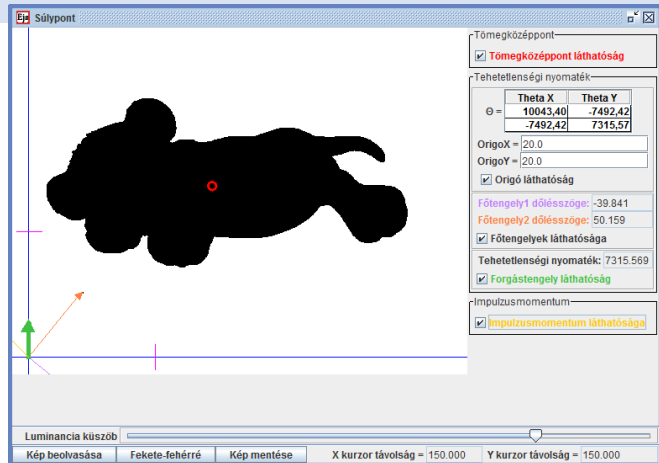 Eja Súlypont
Tömegközéppont
Tömegközéppont láthatóság
Tehetetlenségi nyomaték
Theta X Theta Y
Θ = 10043,40 -7492,42
-7492,42 7315,57
OrigoX = 20.0
OrigoY = 20.0
Origó láthatóság
Főtengely1 dőlésszöge: -39.841
Főtengely2 dőlésszöge: 50.159
Főtengelyek láthatósága
Tehetetlenségi nyomaték: 7315.569
Forgástengely láthatóság
Impulzusmomentum
Impulzusmomentum láthatósága
Luminancia küszöb
Kép beolvasása Fekete-fehérré Kép mentése X kurzor távolság = 150.000 Y kurzor távolság = 150.000